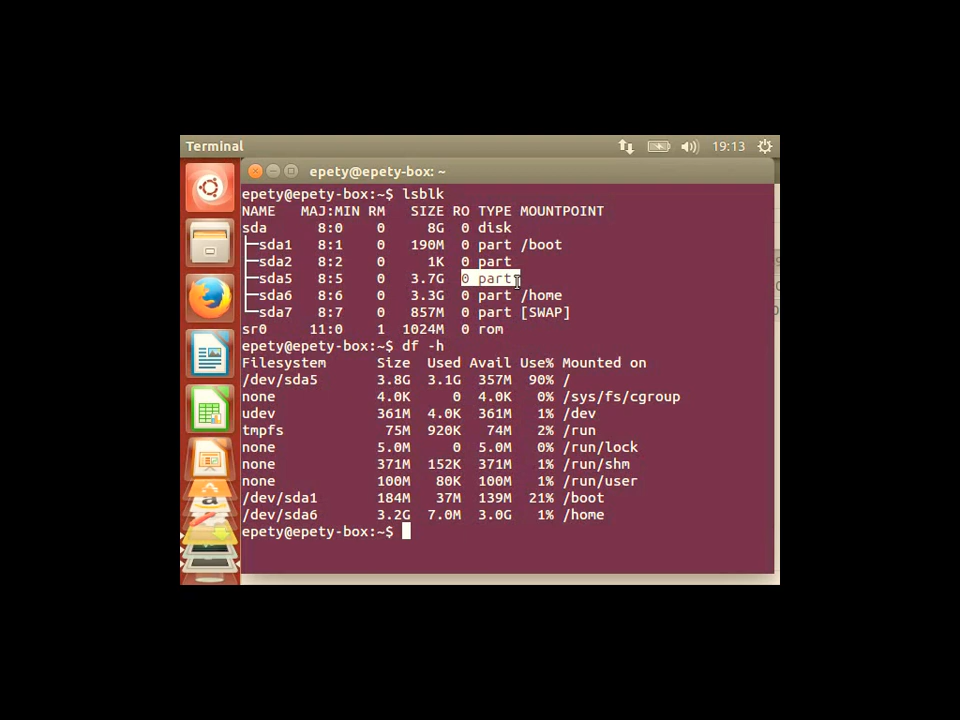 Terminal 19:13
epety@epety-box: ~
epety@epety-box:~$ lsblk
NAME MAJ:MIN RM SIZE RO TYPE MOUNTPOINT
sda 8:0 0 8G 0 disk
├─sda1 8:1 0 190M 0 part /boot
├─sda2 8:2 0 1K 0 part
├─sda5 8:5 0 3.7G 0 part
├─sda6 8:6 0 3.3G 0 part /home
└─sda7 8:7 0 857M 0 part [SWAP]
sr0 11:0 1 1024M 0 rom
epety@epety-box:~$ df -h
Filesystem Size Used Avail Use% Mounted on
/dev/sda5 3.8G 3.1G 357M 90% /
none 4.0K 0 4.0K 0% /sys/fs/cgroup
udev 361M 4.0K 361M 1% /dev
tmpfs 75M 920K 74M 2% /run
none 5.0M 0 5.0M 0% /run/lock
none 371M 152K 371M 1% /run/shm
none 100M 80K 100M 1% /run/user
/dev/sda1 184M 37M 139M 21% /boot
/dev/sda6 3.2G 7.0M 3.0G 1% /home
epety@epety-box:~$